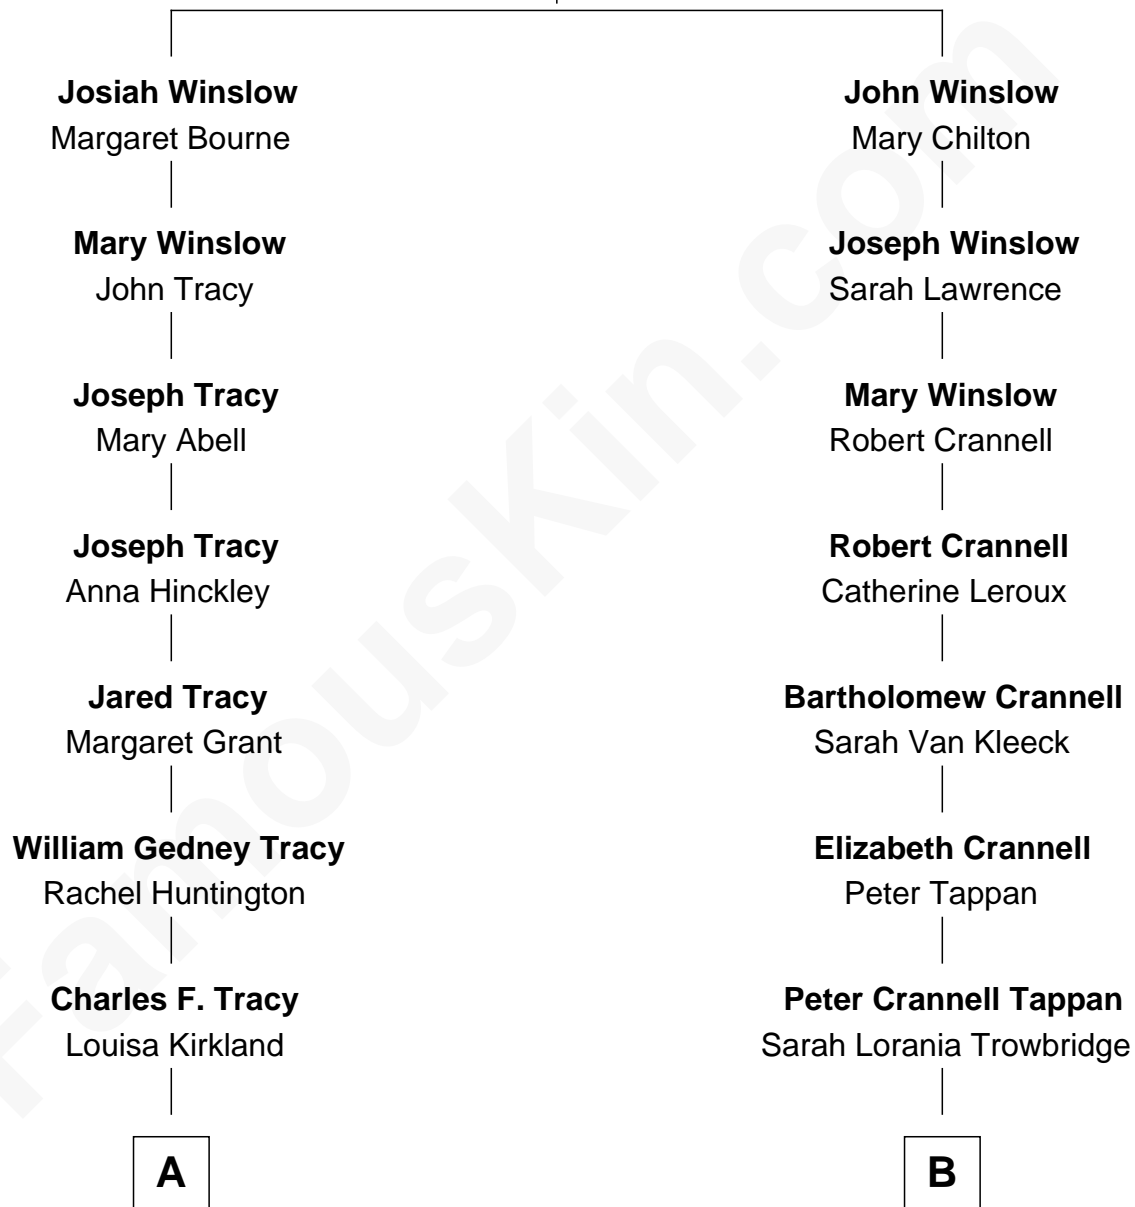 Josiah Winslow
Margaret Bourne
Mary Winslow
John Tracy
Joseph Tracy
Mary Abell
Joseph Tracy
Anna Hinckley
Jared Tracy
Margaret Grant
William Gedney Tracy
Rachel Huntington
Charles F. Tracy
Louisa Kirkland
A
John Winslow
Mary Chilton
Joseph Winslow
Sarah Lawrence
Mary Winslow
Robert Crannell
Robert Crannell
Catherine Leroux
Bartholomew Crannell
Sarah Van Kleeck
Elizabeth Crannell
Peter Tappan
Peter Crannell Tappan
Sarah Lorania Trowbridge
B
FamousKin.com